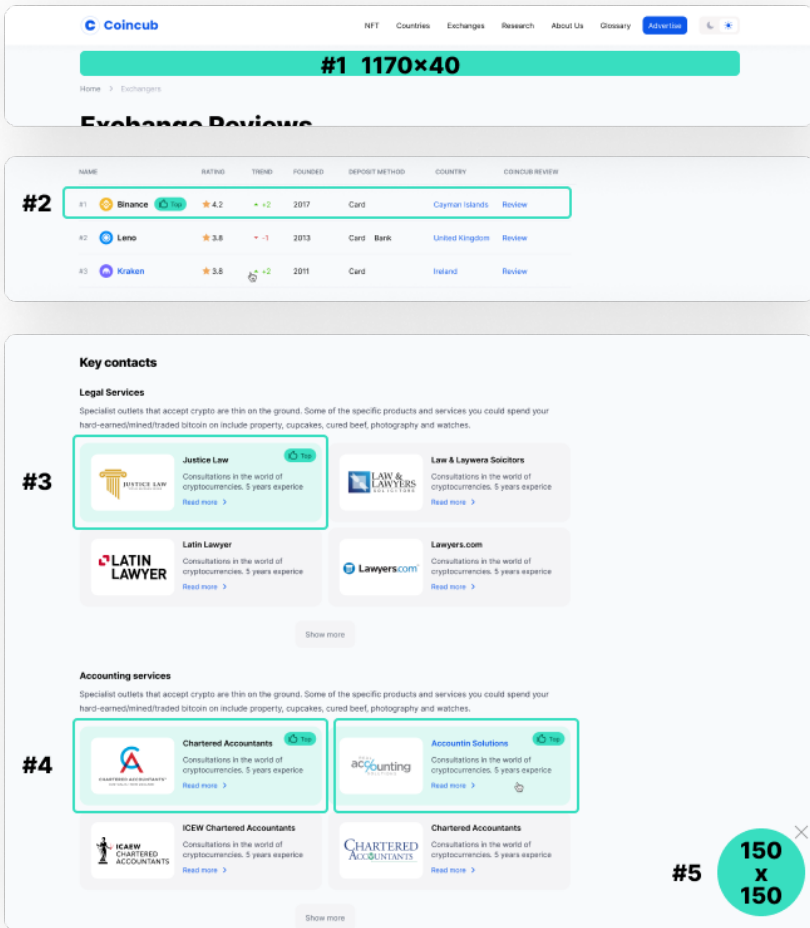 Coincub
NFT Countries Exchanges Research About Us Glossary Advertise
#1 1170×40
Home > Exchangers
Exchange Reviews
NAME RATING TREND FOUNDED DEPOSIT METHOD COUNTRY COINCUB REVIEW
#2
#1 Binance Top 4.2 +2 2017 Card Cayman Islands Review
#2 Leno 3.8 -1 2013 Card Bank United Kingdom Review
#3 Kraken 3.8 +2 2011 Card Ireland Review
Key contacts
Legal Services
Specialist outlets that accept crypto are thin on the ground. Some of the specific products and services you could spend your
hard-earned/mined/traded bitcoin on include property, cupcakes, cured beef, photography and watches.
#3
JUSTICE LAW
Justice Law
Top
Consultations in the world of
cryptocurrencies. 5 years experice
Read more >
LAW &
LAWYERS
SOLICITORS
Law & Laywera Soicitors
Consultations in the world of
cryptocurrencies. 5 years experice
Read more >
LATIN
LAWYER
Latin Lawyer
Consultations in the world of
cryptocurrencies. 5 years experice
Read more >
Lawyers.com
Lawyers.com
Consultations in the world of
cryptocurrencies. 5 years experice
Read more >
Show more
Accounting services
Specialist outlets that accept crypto are thin on the ground. Some of the specific products and services you could spend your
hard-earned/mined/traded bitcoin on include property, cupcakes, cured beef, photography and watches.
#4
CHARTERED ACCOUNTANTS
Chartered Accountants
Top
Consultations in the world of
cryptocurrencies. 5 years experice
Read more >
accounting
SOLUTIONS
Accountin Solutions
Top
Consultations in the world of
cryptocurrencies. 5 years experice
Read more >
ICAEW
CHARTERED
ACCOUNTANTS
ICEW Chartered Accountants
Consultations in the world of
cryptocurrencies. 5 years experice
Read more >
CHARTERED
ACCOUNTANTS
Chartered Accountants
Consultations in the world of
cryptocurrencies. 5 years experice
Read more >
Show more
#5
150
x
150